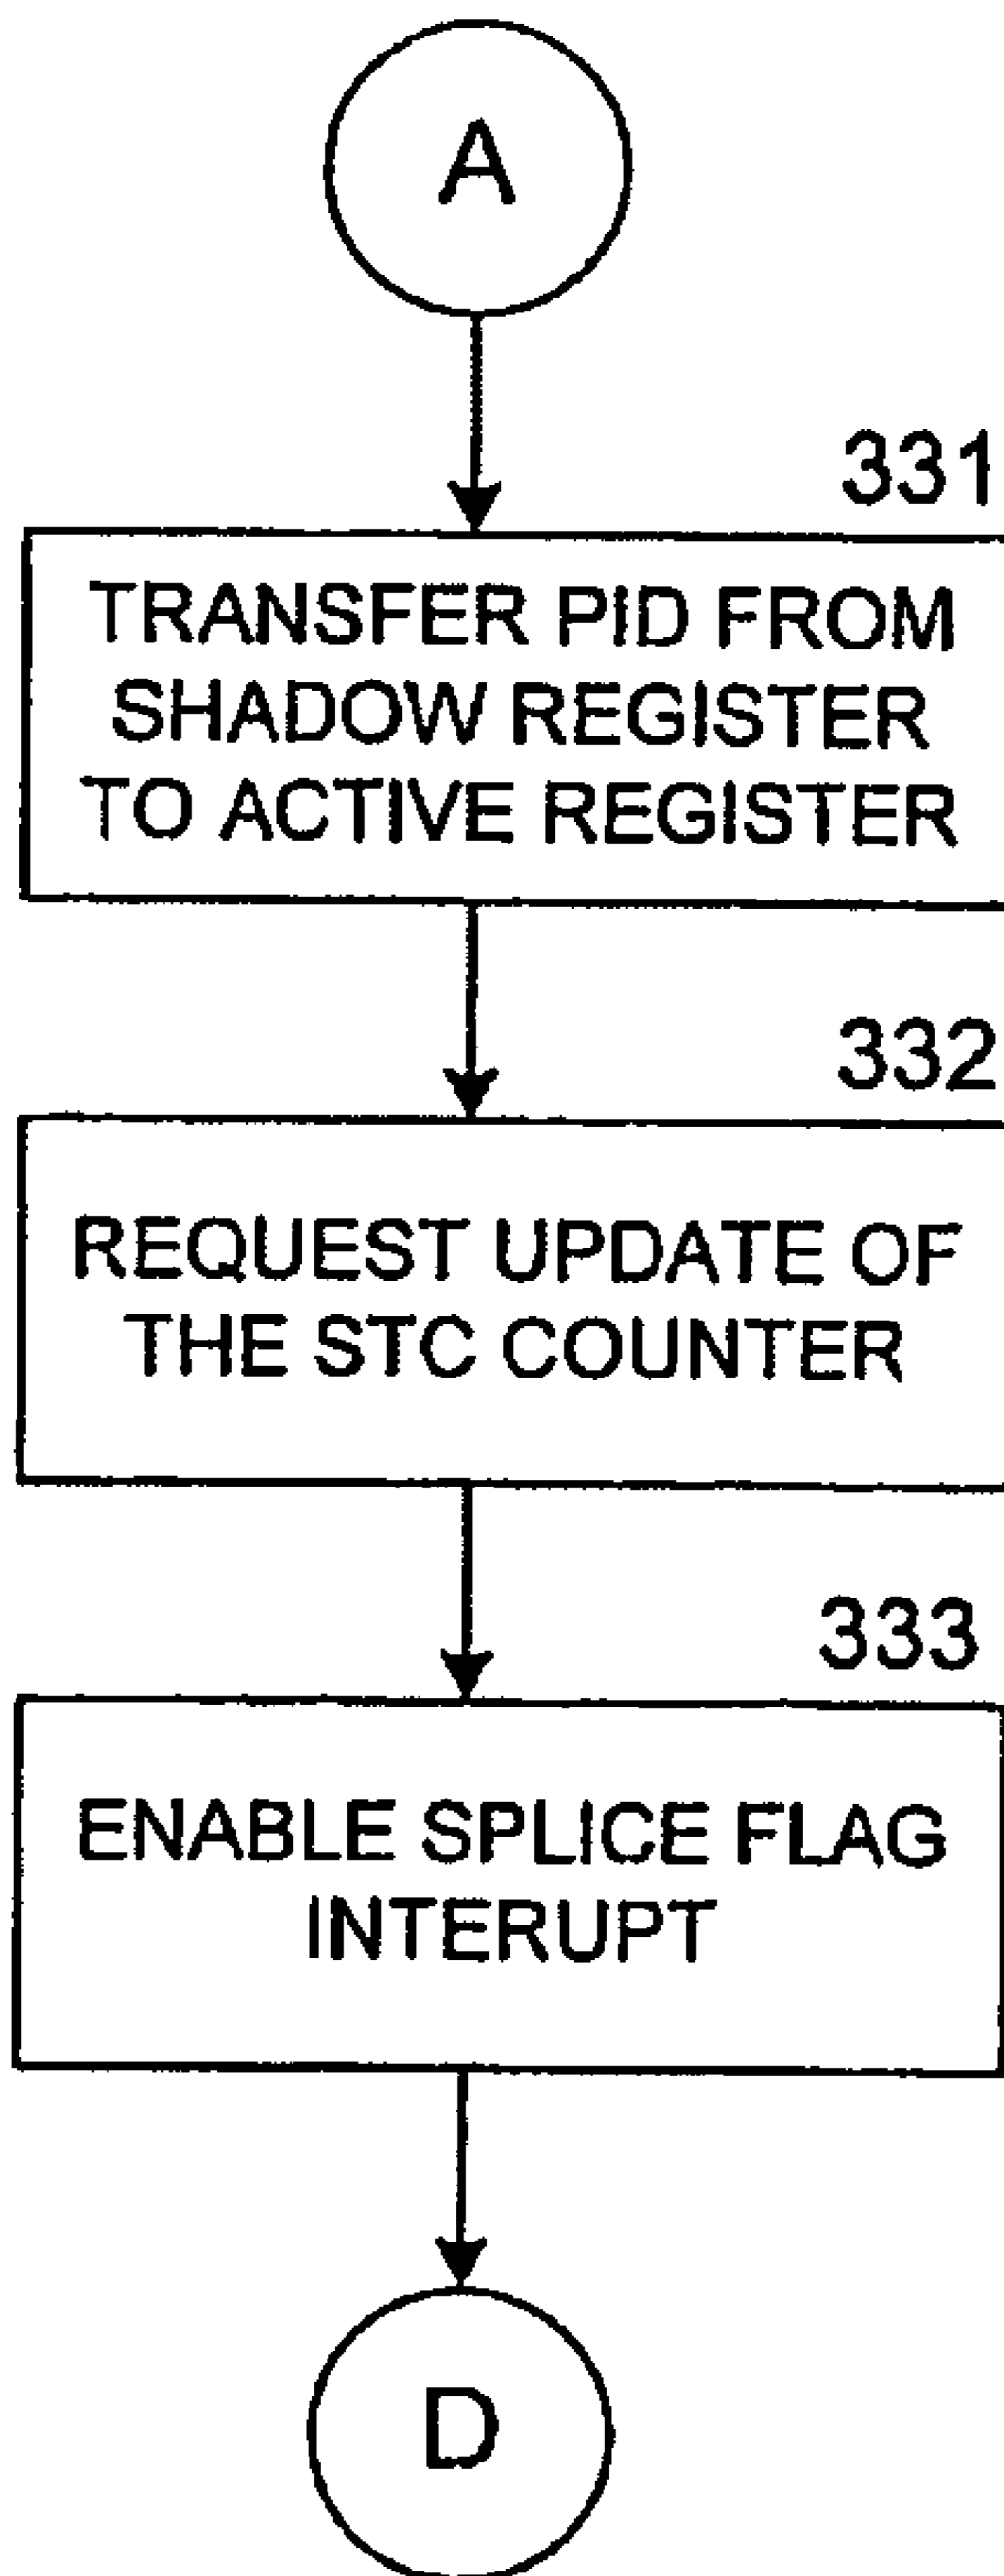 A
331
TRANSFER PID FROM
SHADOW REGISTER
TO ACTIVE REGISTER
332
REQUEST UPDATE OF
THE STC COUNTER
333
ENABLE SPLICE FLAG
INTERUPT
D